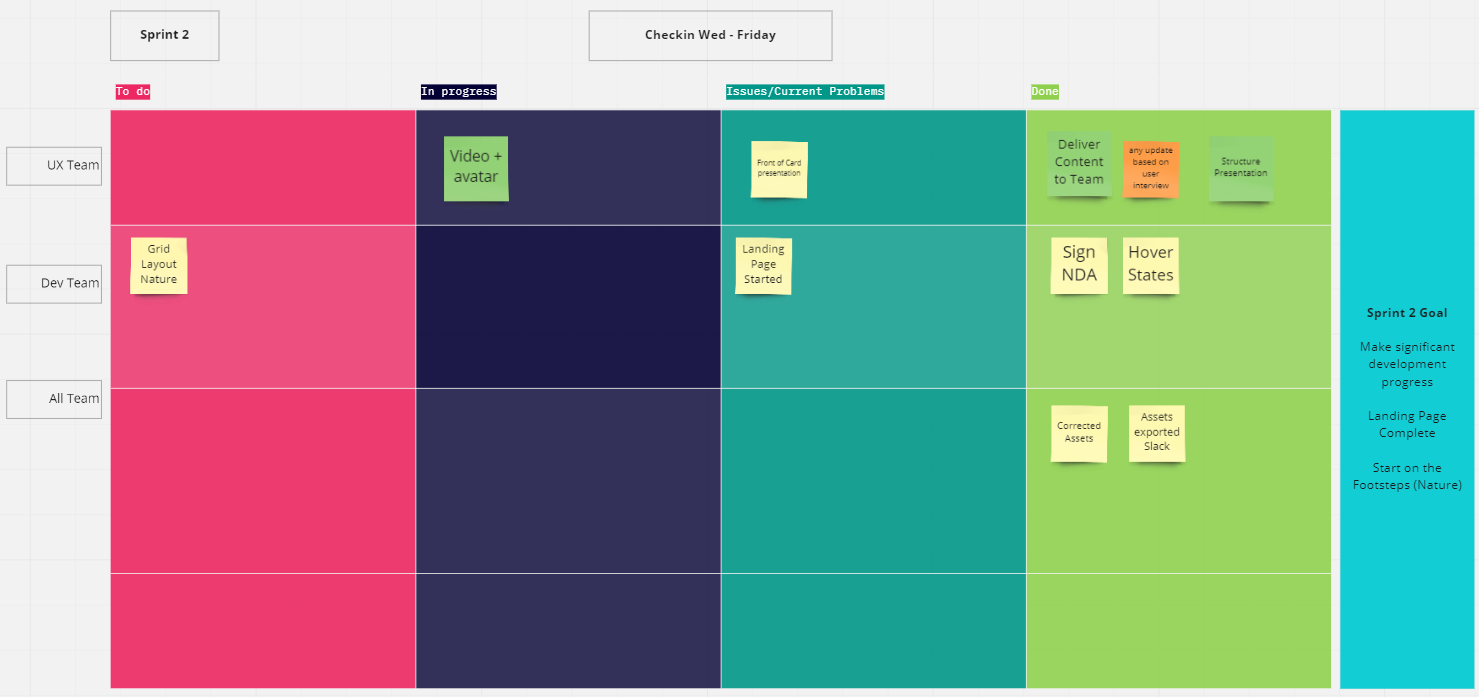 Sprint 2
Checkin Wed - Friday
To do
In progress
Issues/Current Problems
Done
UX Team
Video +
avatar
Front of Card
presentation
Deliver
Content
to Team
any update
based on
user
interview
Structure
Presentation
Dev Team
Grid
Layout
Nature
Landing
Page
Started
Sign
NDA
Hover
States
All Team
Corrected
Assets
Assets
exported
Slack
Sprint 2 Goal
Make significant
development
progress
Landing Page
Complete
Start on the
Footsteps (Nature)